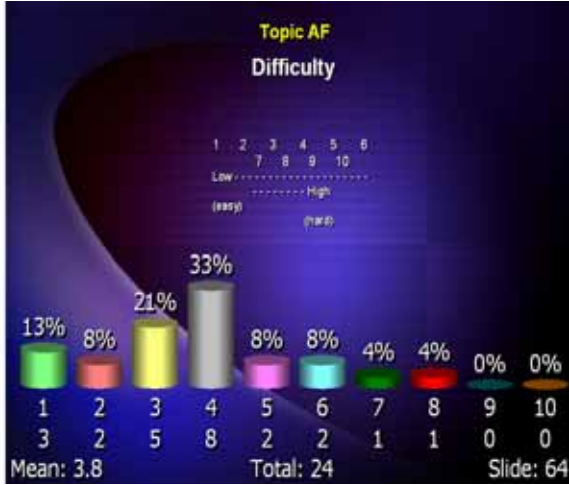 Topic AF
Difficulty
1 2 3 4 5 6
7 8 9 10
Low--------------------
--------High
(easy)
(hard)
13% 8% 21% 33% 8% 8% 4% 4% 0% 0%
1 2 3 4 5 6 7 8 9 10
3 2 5 8 2 2 1 1 0 0
Mean: 3.8 Total: 24 Slide: 64